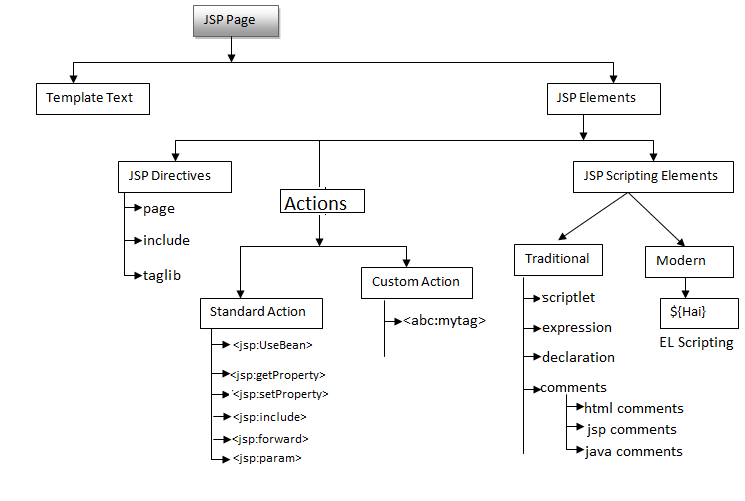 JSP Page
Template Text
JSP Elements
JSP Directives
page
include
taglib
Actions
Standard Action
<jsp:UseBean>
<jsp:getProperty>
<jsp:setProperty>
<jsp:include>
<jsp:forward>
<jsp:param>
Custom Action
<abc:mytag>
JSP Scripting Elements
Traditional
scriptlet
expression
declaration
comments
html comments
jsp comments
java comments
Modern
${Hai}
EL Scripting